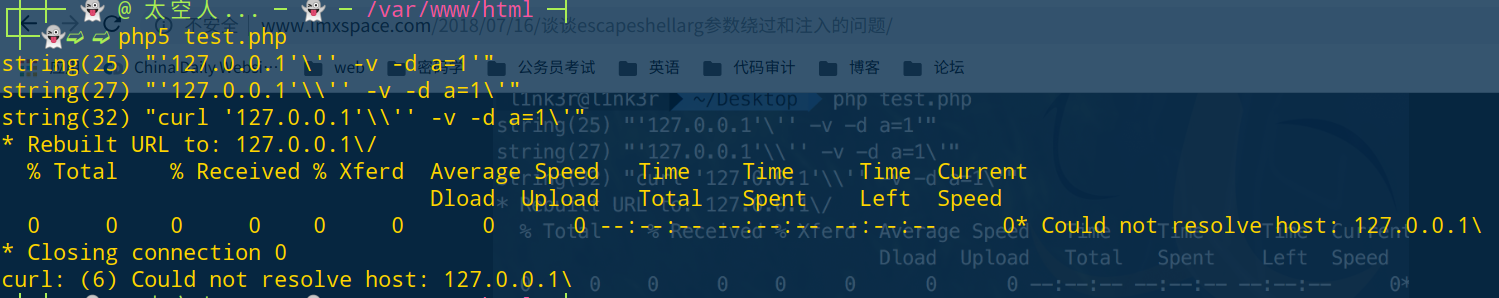 @ 太空人... - - /var/www/html
不安全 www.lmxspace.com/2018/07/16/谈谈escapeshellarg参数绕过和注入的问题/
php5 test.php
China Daily Websi... web 密码学 公务员考试 英语 代码审计 博客 论坛
string(25) "'127.0.0.1'\'' -v -d a=1'"
string(27) "'127.0.0.1'\\'' -v -d a=1\'"
string(32) "curl '127.0.0.1'\\'' -v -d a=1\'"
* Rebuilt URL to: 127.0.0.1\/
% Total % Received % Xferd Average Speed Time Time Time Current
Dload Upload Total Spent Left Speed
0 0 0 0 0 0 0 0 --:--:-- --:--:-- --:--:-- 0* Could not resolve host: 127.0.0.1\
* Closing connection 0
curl: (6) Could not resolve host: 127.0.0.1\
l1nk3r@l1nk3r ~/Desktop php test.php
string(25) "'127.0.0.1'\'' -v -d a=1'"
string(27) "'127.0.0.1'\\'' -v -d a=1\'"
string(32) "curl '127.0.0.1'\\'' -v -d a=1\'"
* Rebuilt URL to: 127.0.0.1\/
% Total % Received % Xferd Average Speed Time Time Time Current
Dload Upload Total Spent Left Speed
0 0 0 0 0 0 0 0 --:--:-- --:--:-- --:--:-- 0*